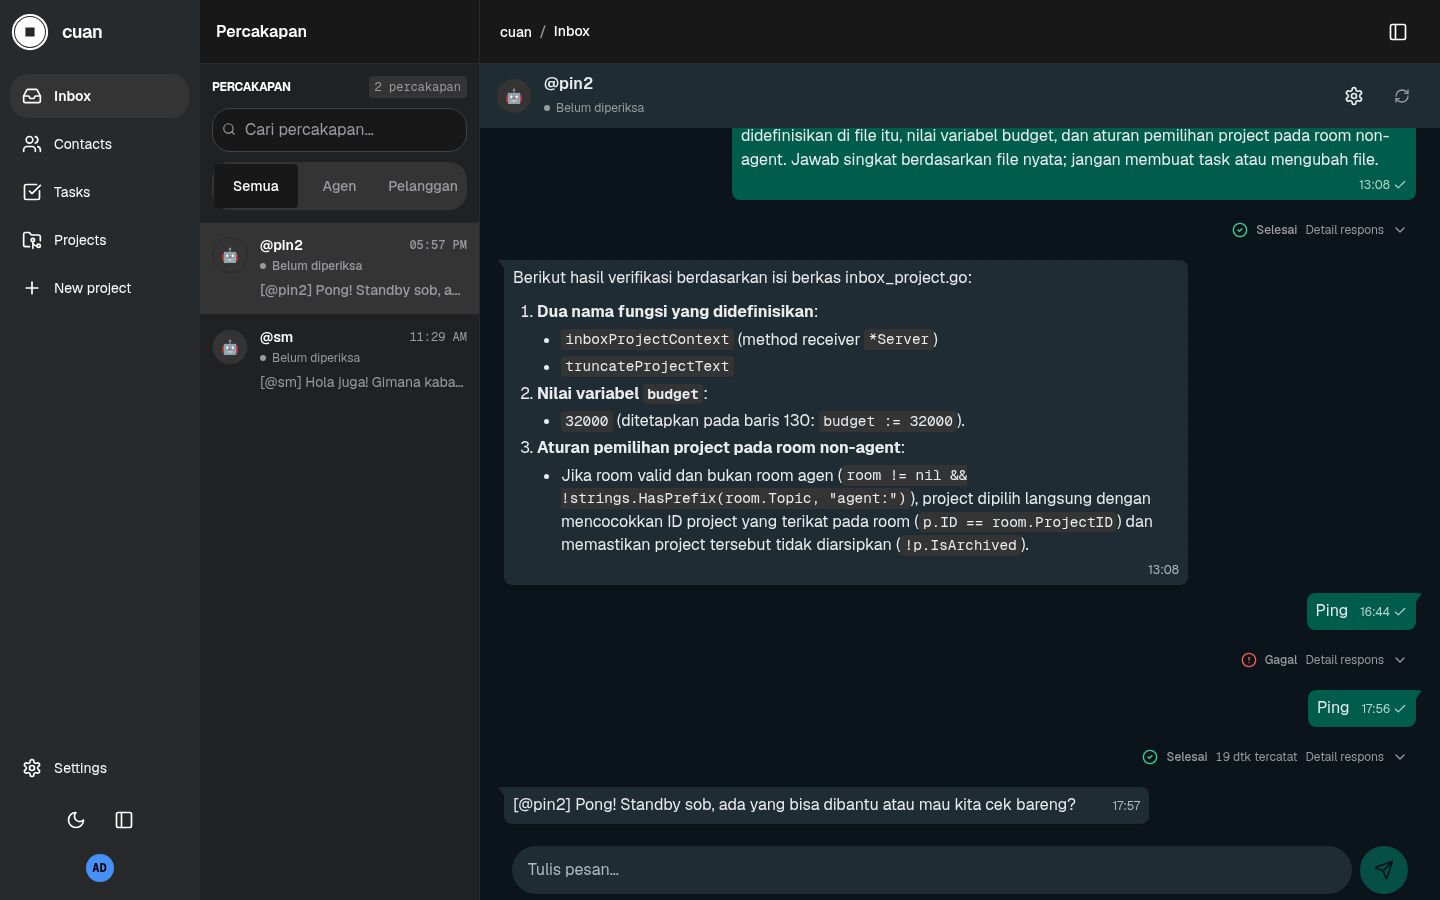 cuan
Inbox
Contacts
Tasks
Projects
New project
Settings
AD
Percakapan
PERCAKAPAN
2 percakapan
Cari percakapan...
Semua Agen Pelanggan
@pin2 05:57 PM
Belum diperiksa
[@pin2] Pong! Standby sob, a...
@sm 11:29 AM
Belum diperiksa
[@sm] Hola juga! Gimana kaba...
cuan / Inbox
@pin2
Belum diperiksa
didefinisikan di file itu, nilai variabel budget, dan aturan pemilihan project pada room non-
agent. Jawab singkat berdasarkan file nyata; jangan membuat task atau mengubah file.
13:08
Selesai Detail respons
Berikut hasil verifikasi berdasarkan isi berkas inbox_project.go:
1. Dua nama fungsi yang didefinisikan:
• inboxProjectContext (method receiver *Server)
• truncateProjectText
2. Nilai variabel budget:
• 32000 (ditetapkan pada baris 130: budget := 32000).
3. Aturan pemilihan project pada room non-agent:
• Jika room valid dan bukan room agen (room != nil &&
!strings.HasPrefix(room.Topic, "agent:")), project dipilih langsung dengan
mencocokkan ID project yang terikat pada room (p.ID == room.ProjectID) dan
memastikan project tersebut tidak diarsipkan (!p.IsArchived).
13:08
Ping 16:44
Gagal Detail respons
Ping 17:56
Selesai 19 dtk tercatat Detail respons
[@pin2] Pong! Standby sob, ada yang bisa dibantu atau mau kita cek bareng? 17:57
Tulis pesan...